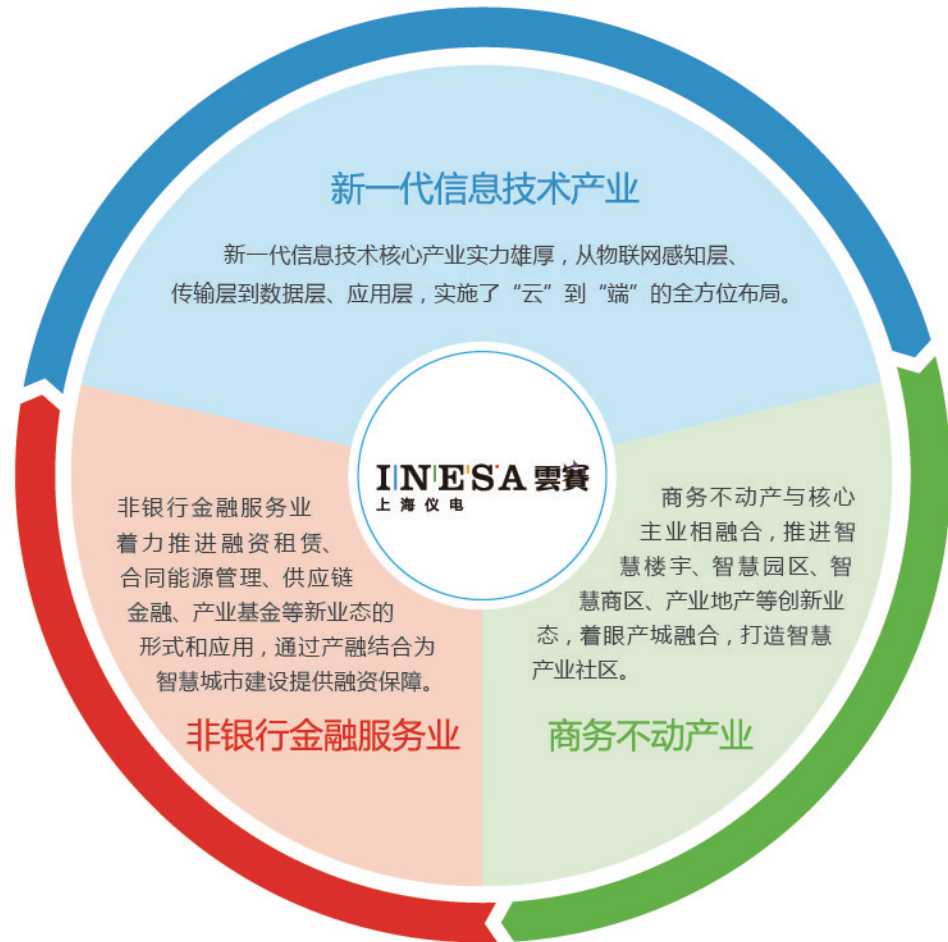 新一代信息技术产业
新一代信息技术核心产业实力雄厚，从物联网感知层、
传输层到数据层、应用层，实施了“云”到“端”的全方位布局。
INESA 雲賽
上海仪电
非银行金融服务业
着力推进融资租赁、
合同能源管理、供应链
金融、产业基金等新业态的
形式和应用，通过产融结合为
智慧城市建设提供融资保障。
非银行金融服务业
商务不动产与核心
主业相融合，推进智
慧楼宇、智慧园区、智
慧商区、产业地产等创新业
态，着眼产城融合，打造智慧
产业社区。
商务不动产业